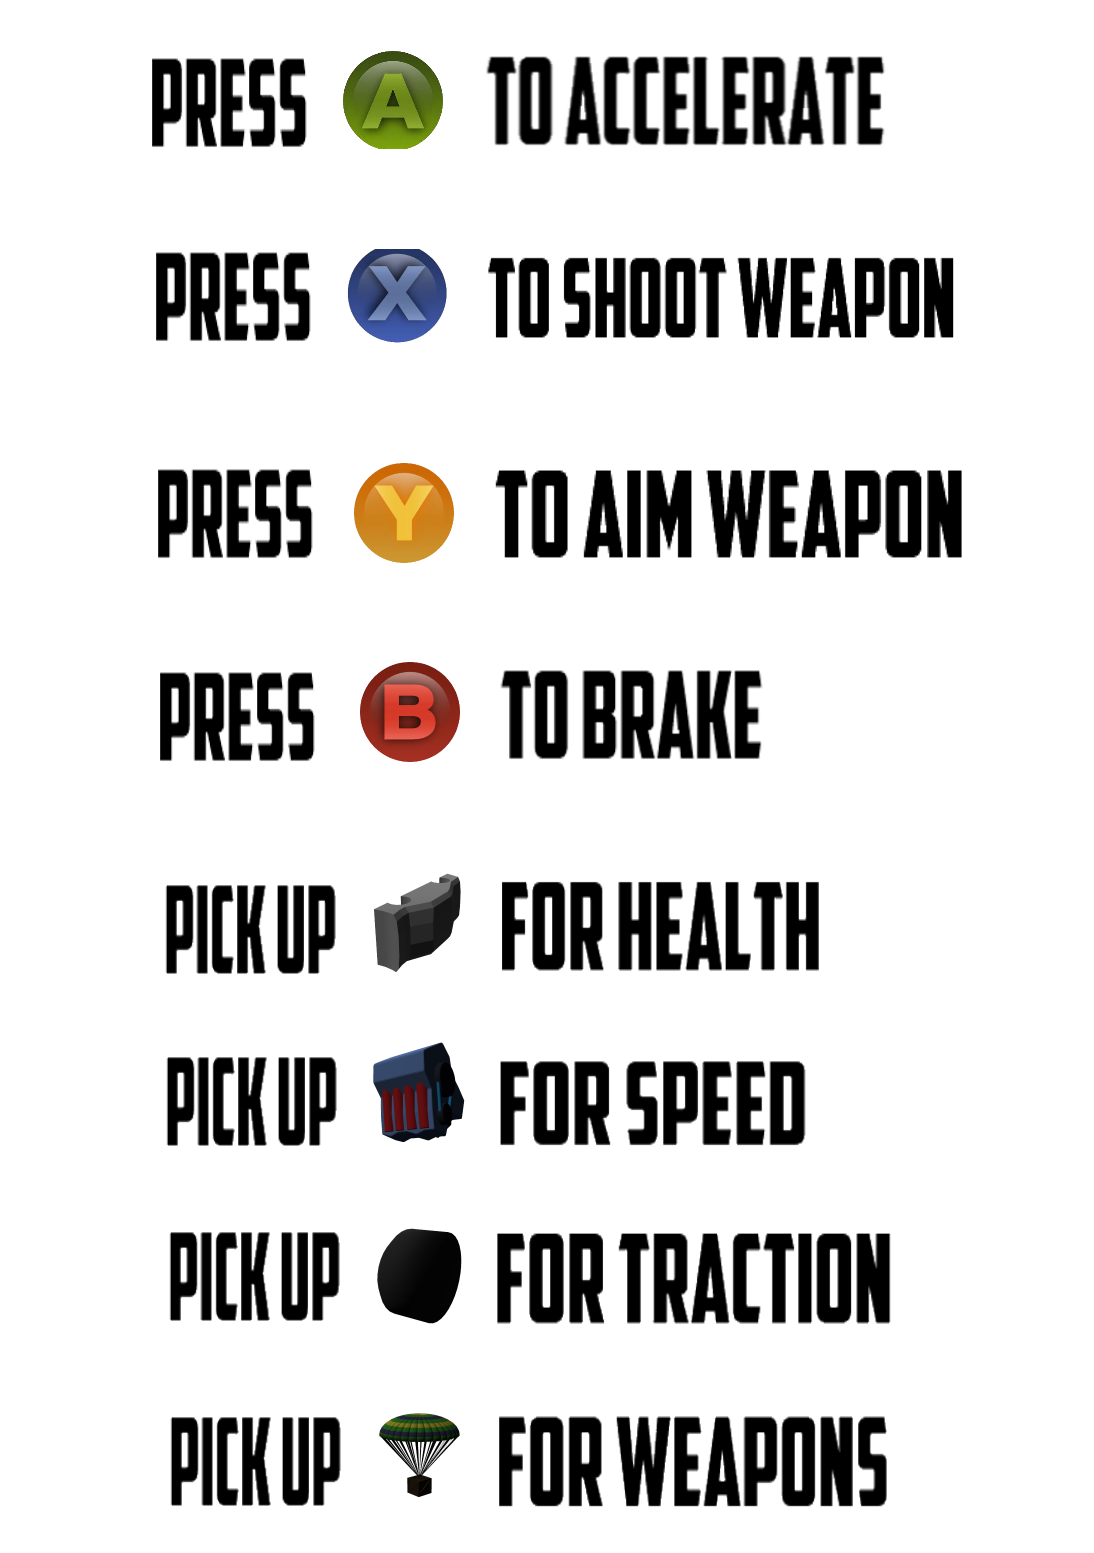 PRESS A TO ACCELERATE
PRESS X TO SHOOT WEAPON
PRESS Y TO AIM WEAPON
PRESS B TO BRAKE
PICK UP FOR HEALTH
PICK UP FOR SPEED
PICK UP FOR TRACTION
PICK UP FOR WEAPONS